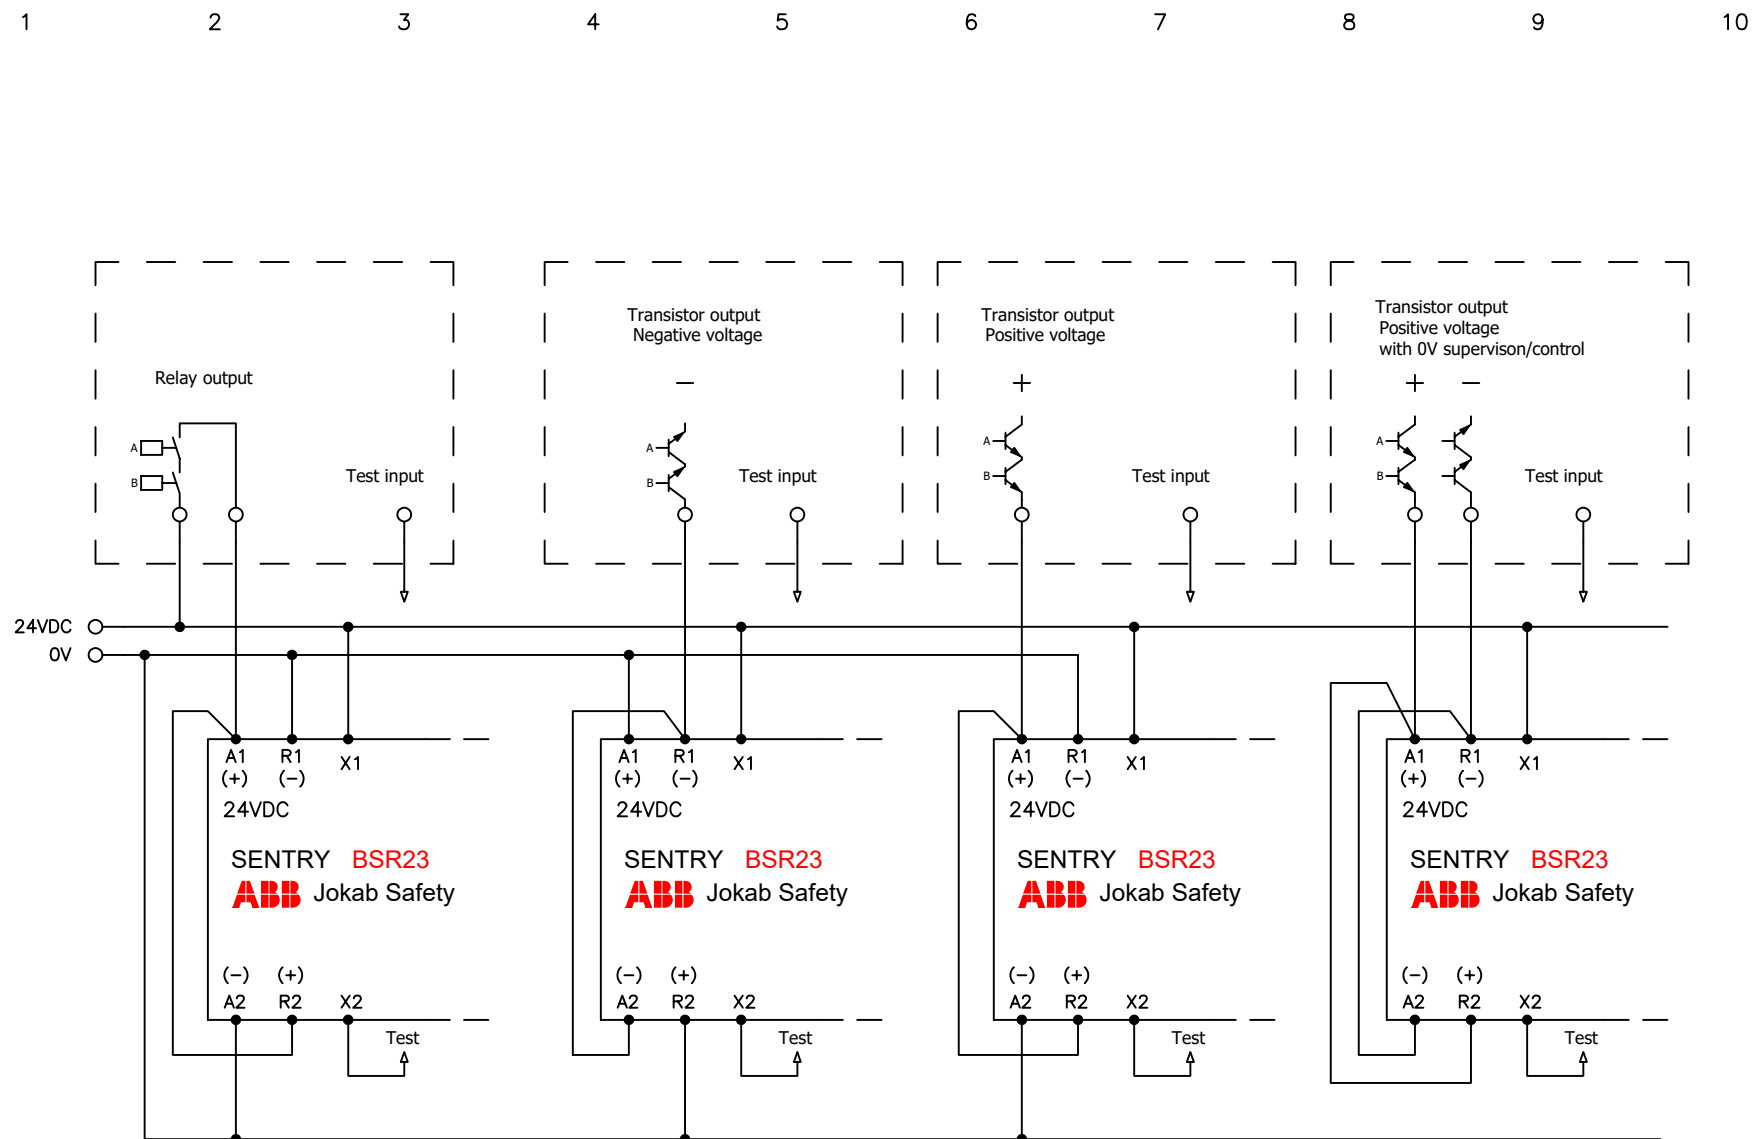 1 2 3 4 5 6 7 8 9 10
Transistor output
Negative voltage
Transistor output
Positive voltage
Transistor output
Positive voltage
with 0V supervison/control
Relay output
A
B
Test input
A
B
Test input
A
B
Test input
A
B
Test input
24VDC
0V
A1 R1 X1
(+) (-)
24VDC
SENTRY BSR23
ABB Jokab Safety
(-) (+)
A2 R2 X2
Test
A1 R1 X1
(+) (-)
24VDC
SENTRY BSR23
ABB Jokab Safety
(-) (+)
A2 R2 X2
Test
A1 R1 X1
(+) (-)
24VDC
SENTRY BSR23
ABB Jokab Safety
(-) (+)
A2 R2 X2
Test
A1 R1 X1
(+) (-)
24VDC
SENTRY BSR23
ABB Jokab Safety
(-) (+)
A2 R2 X2
Test